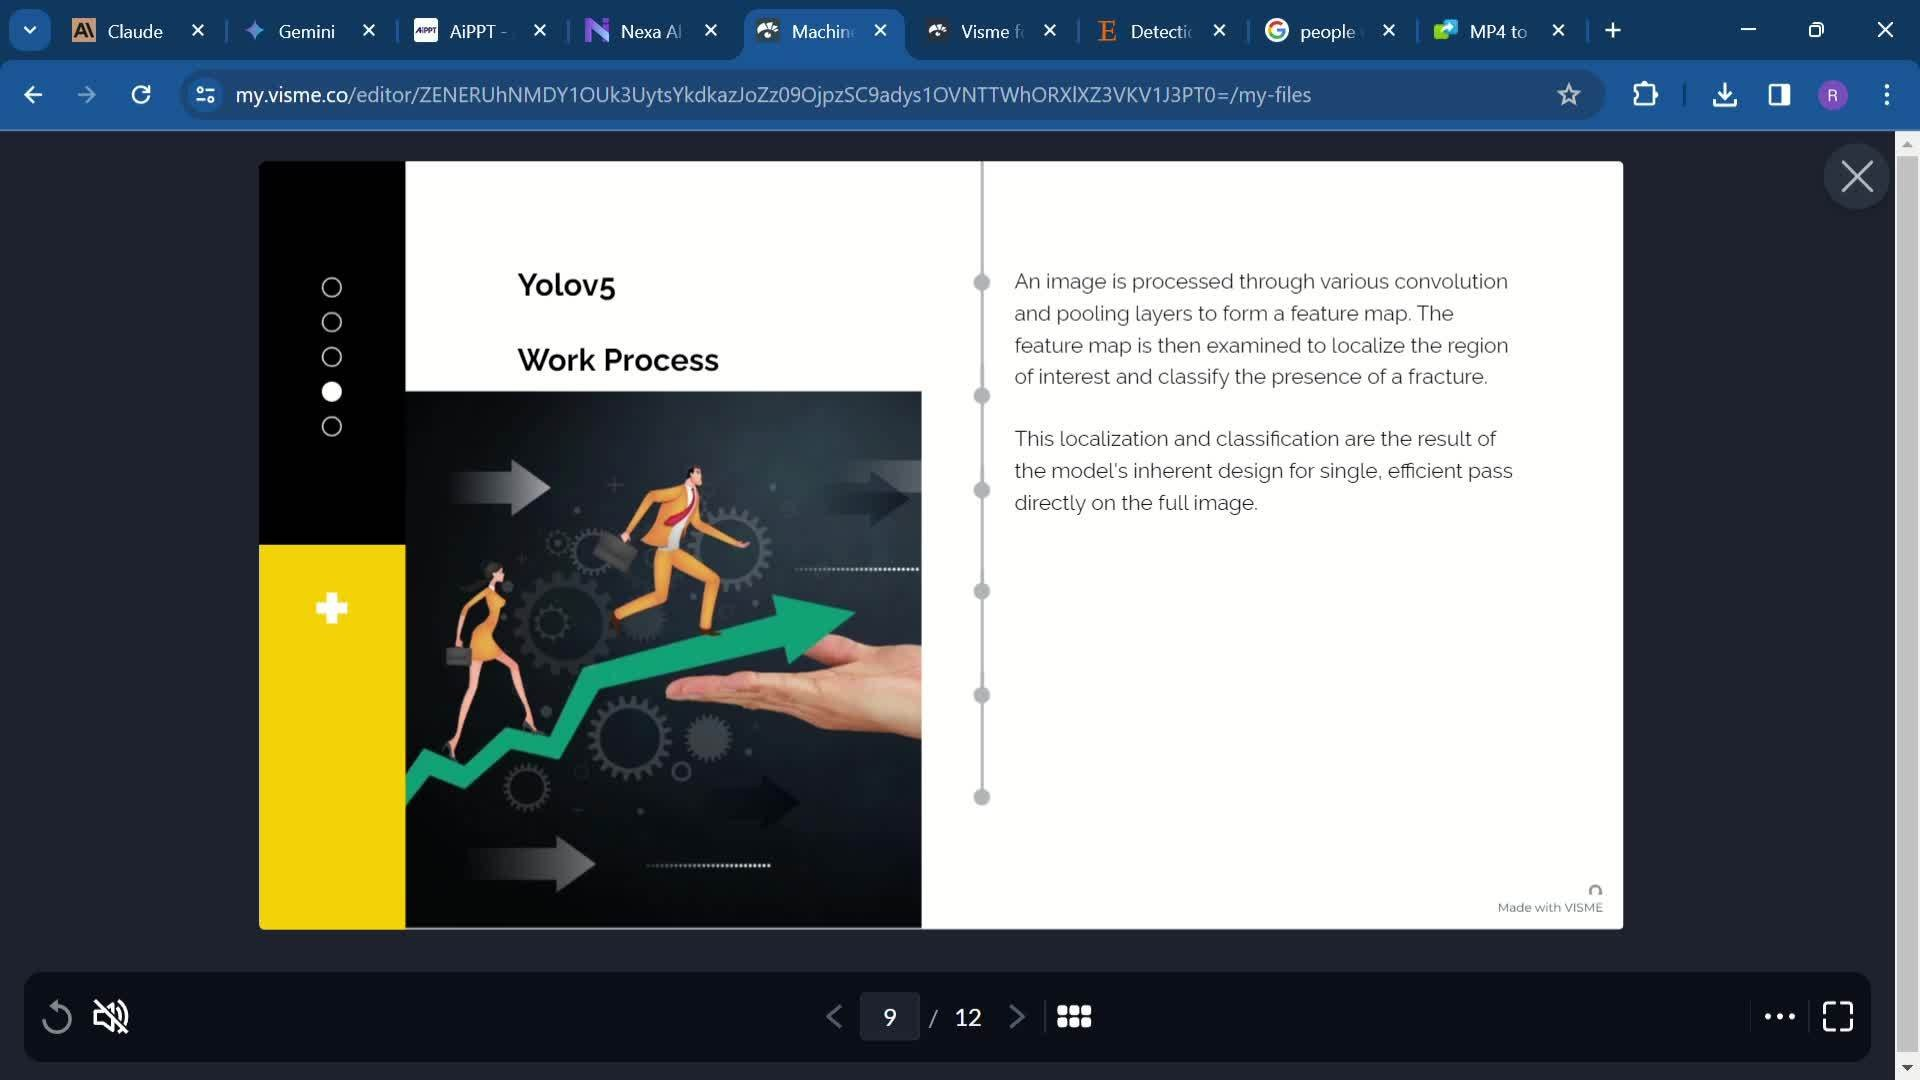 Claude
Gemini
AiPPT
AiPPT -
Nexa AI
Machin
Visme f
E
Detectic
people
MP4 to
my.visme.co/editor/ZENERUhNMDY1OUk3UytsYkdkazJoZz09OjpzSC9adys1OVNTTWhORXlXZ3VKV1J3PT0=/my-files
R
Yolov5
Work Process
An image is processed through various convolution
and pooling layers to form a feature map. The
feature map is then examined to localize the region
of interest and classify the presence of a fracture.
This localization and classification are the result of
the model's inherent design for single, efficient pass
directly on the full image.
Made with VISME
9 / 12